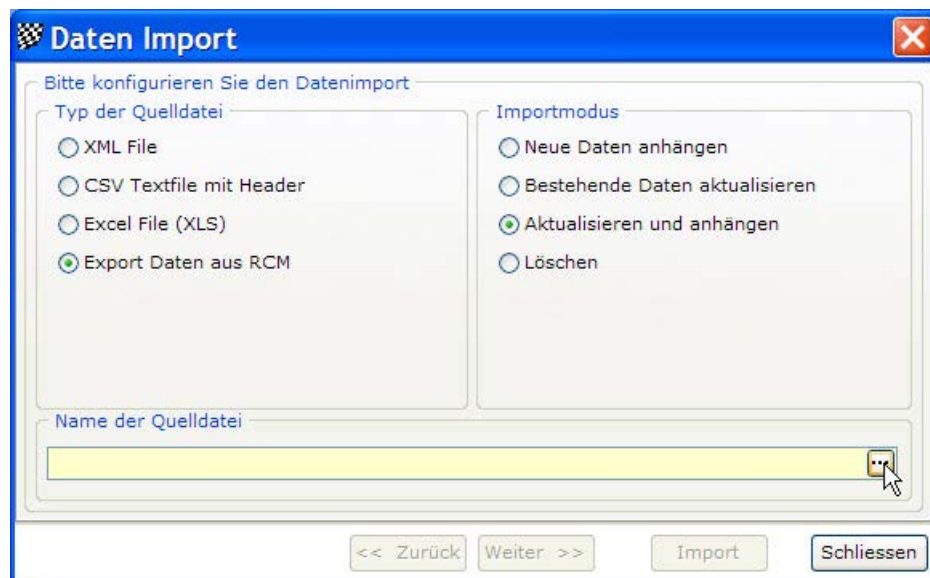 Daten Import
Bitte konfigurieren Sie den Datenimport
Typ der Quelldatei
XML File
CSV Textfile mit Header
Excel File (XLS)
Export Daten aus RCM
Importmodus
Neue Daten anhängen
Bestehende Daten aktualisieren
Aktualisieren und anhängen
Löschen
Name der Quelldatei
...
<< Zurück
Weiter >>
Import
Schliessen